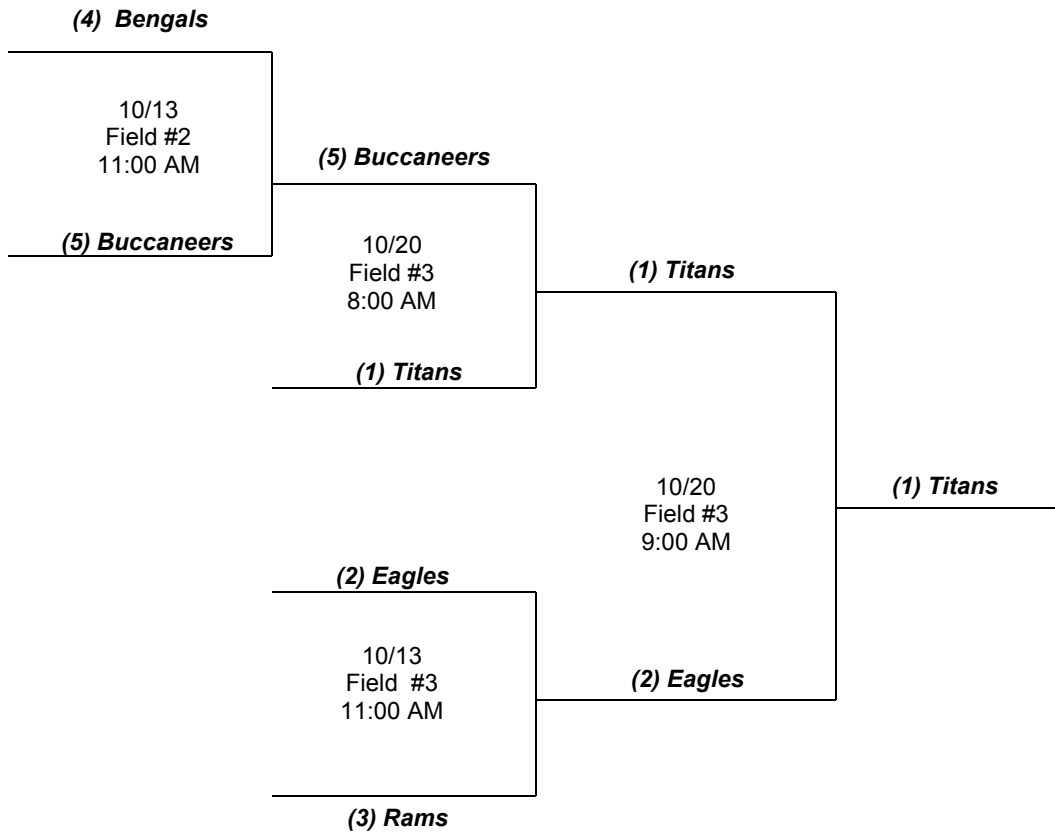 (4) Bengals
10/13
Field #2
11:00 AM
(5) Buccaneers
(5) Buccaneers
10/20
Field #3
8:00 AM
(1) Titans
(1) Titans
10/20
Field #3
9:00 AM
(1) Titans
(2) Eagles
10/13
Field #3
11:00 AM
(2) Eagles
(3) Rams